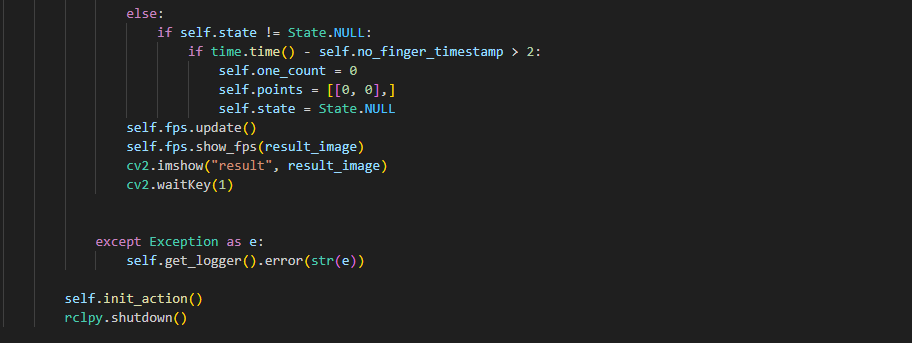 else:
if self.state != State.NULL:
if time.time() - self.no_finger_timestamp > 2:
self.one_count = 0
self.points = [[0, 0],]
self.state = State.NULL
self.fps.update()
self.fps.show_fps(result_image)
cv2.imshow("result", result_image)
cv2.waitKey(1)
except Exception as e:
self.get_logger().error(str(e))
self.init_action()
rclpy.shutdown()